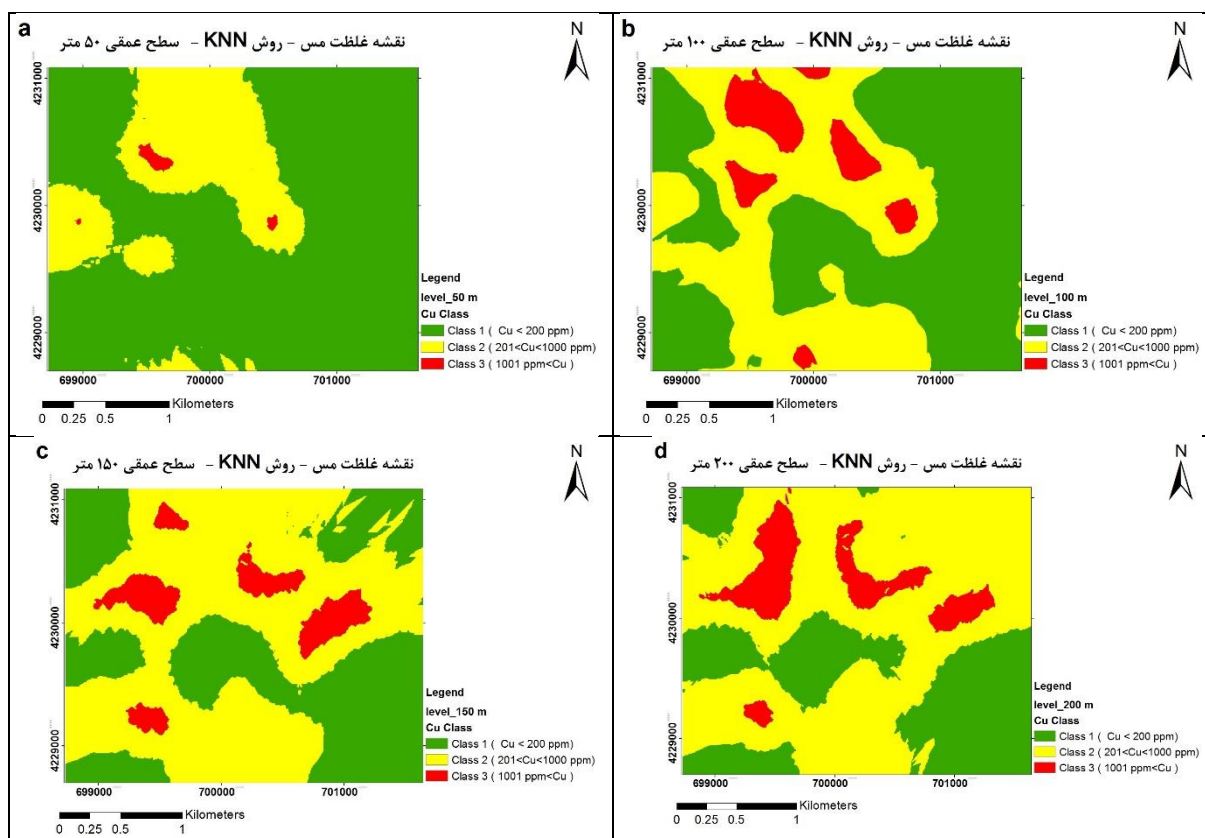 a
نقشه غلظت مس - روش KNN - سطح عمقی ۵۰ متر
N
4231000
4230000
4229000
699000 700000 701000
Legend
level_50 m
Cu Class
Class 1 ( Cu < 200 ppm)
Class 2 (201<Cu<1000 ppm)
Class 3 (1001 ppm<Cu )
Kilometers
0 0.25 0.5 1
b
نقشه غلظت مس - روش KNN - سطح عمقی ۱۰۰ متر
N
4231000
4230000
4229000
699000 700000 701000
Legend
level_100 m
Cu Class
Class 1 ( Cu < 200 ppm)
Class 2 (201<Cu<1000 ppm)
Class 3 (1001 ppm<Cu )
Kilometers
0 0.25 0.5 1
c
نقشه غلظت مس - روش KNN - سطح عمقی ۱۵۰ متر
N
4231000
4230000
4229000
699000 700000 701000
Legend
level_150 m
Cu Class
Class 1 ( Cu < 200 ppm)
Class 2 (201<Cu<1000 ppm)
Class 3 (1001 ppm<Cu )
Kilometers
0 0.25 0.5 1
d
نقشه غلظت مس - روش KNN - سطح عمقی ۲۰۰ متر
N
4231000
4230000
4229000
699000 700000 701000
Legend
level_200 m
Cu Class
Class 1 ( Cu < 200 ppm)
Class 2 (201<Cu<1000 ppm)
Class 3 (1001 ppm<Cu )
Kilometers
0 0.25 0.5 1